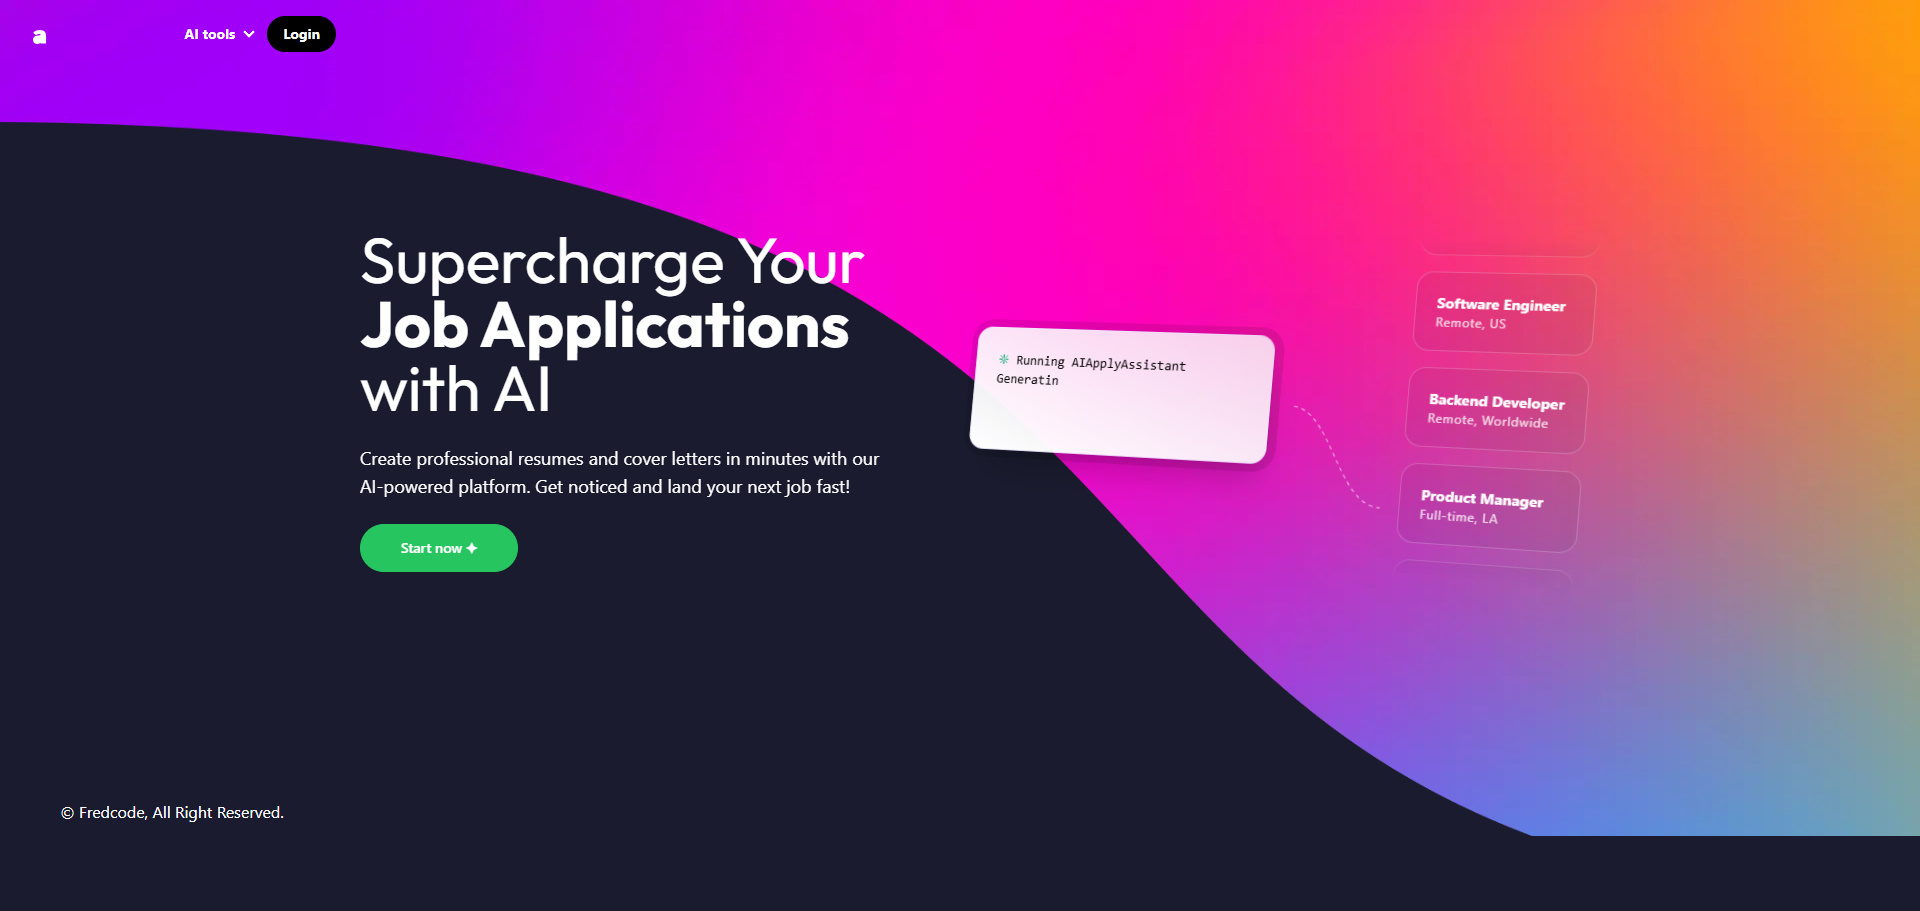 a
AI tools
Login
Supercharge Your
Job Applications
with AI
Create professional resumes and cover letters in minutes with our
AI-powered platform. Get noticed and land your next job fast!
Start now
Running AIApplyAssistant
Generatin
Software Engineer
Remote, US
Backend Developer
Remote, Worldwide
Product Manager
Full-time, LA
© Fredcode, All Right Reserved.